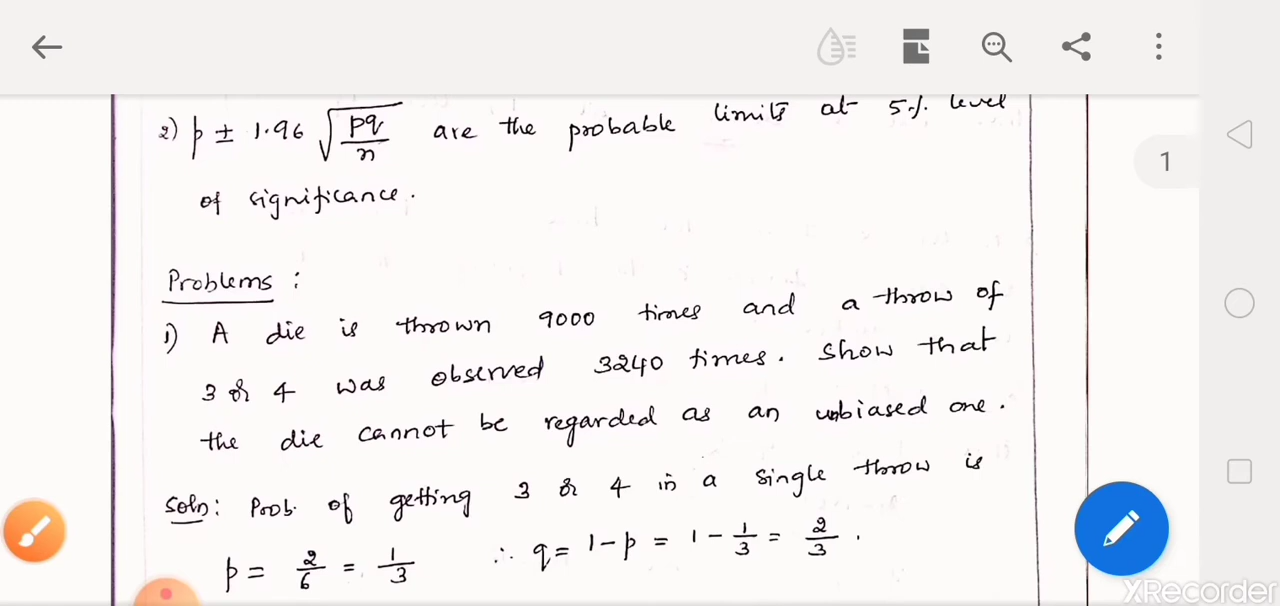 2) p ± 1.96 √(pq/n) are the probable limits at 5% level
of significance.
1
Problems :
1) A die is thrown 9000 times and a throw of
3 or 4 was observed 3240 times. Show that
the die cannot be regarded as an unbiased one.
Soln: Prob. of getting 3 or 4 in a single throw is
p = 2/6 = 1/3 ∴ q = 1 - p = 1 - 1/3 = 2/3 .
XRecorder